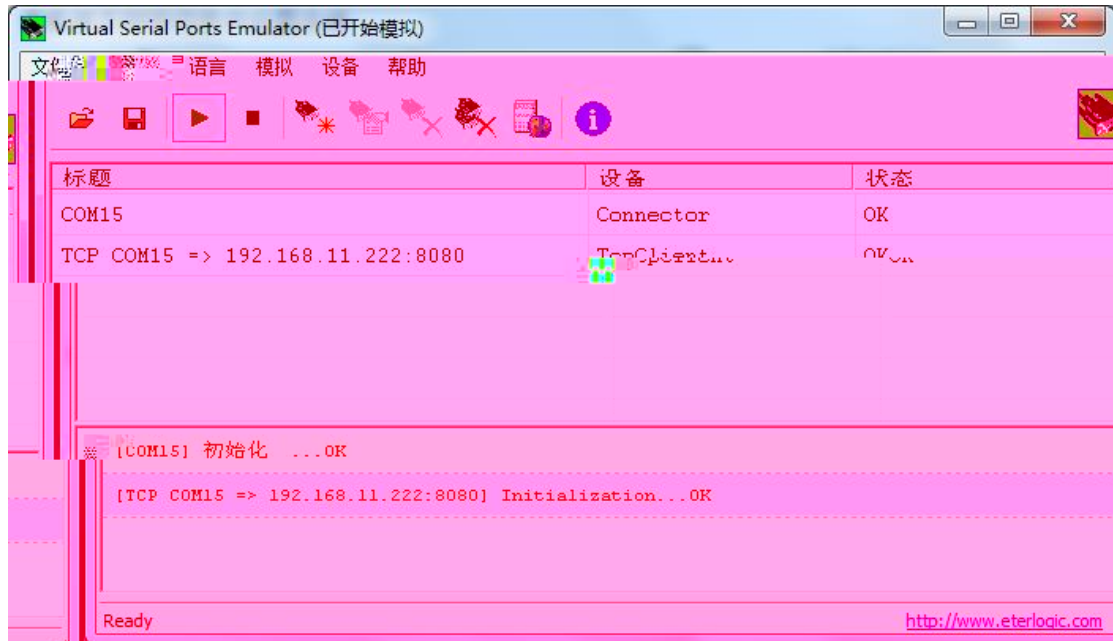 Virtual Serial Ports Emulator (已开始模拟)
语言 模拟 设备 帮助
标题 设备 状态
COM15 Connector OK
TCP COM15 => 192.168.11.222:8080
[COM15] 初始化 ...OK
[TCP COM15 => 192.168.11.222:8080] Initialization...OK
Ready http://www.eterlogic.com